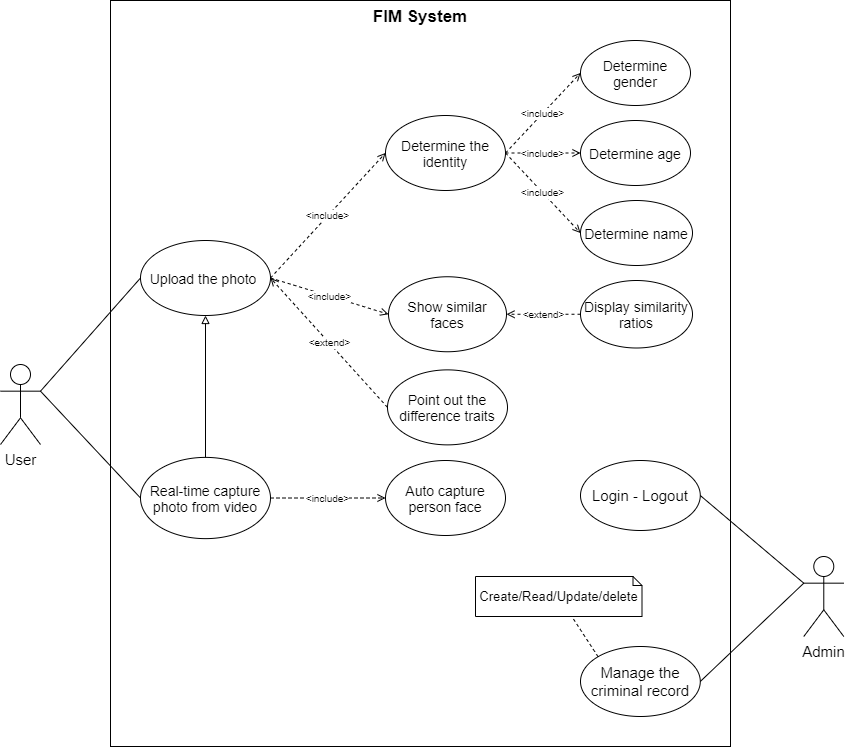 FIM System
Determine
gender
<include>
Determine the
identity
<include>
Determine age
<include>
Determine name
<include>
Upload the photo
<include>
Show similar
faces
<extend>
Display similarity
ratios
<extend>
Point out the
difference traits
User
Real-time capture
photo from video
<include>
Auto capture
person face
Login - Logout
Create/Read/Update/delete
Admin
Manage the
criminal record